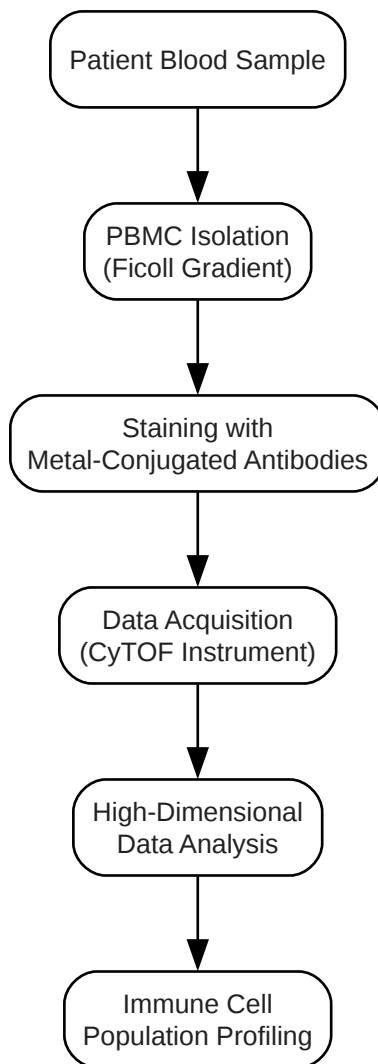 Patient Blood Sample
PBMC Isolation
(Ficoll Gradient)
Staining with
Metal-Conjugated Antibodies
Data Acquisition
(CyTOF Instrument)
High-Dimensional
Data Analysis
Immune Cell
Population Profiling